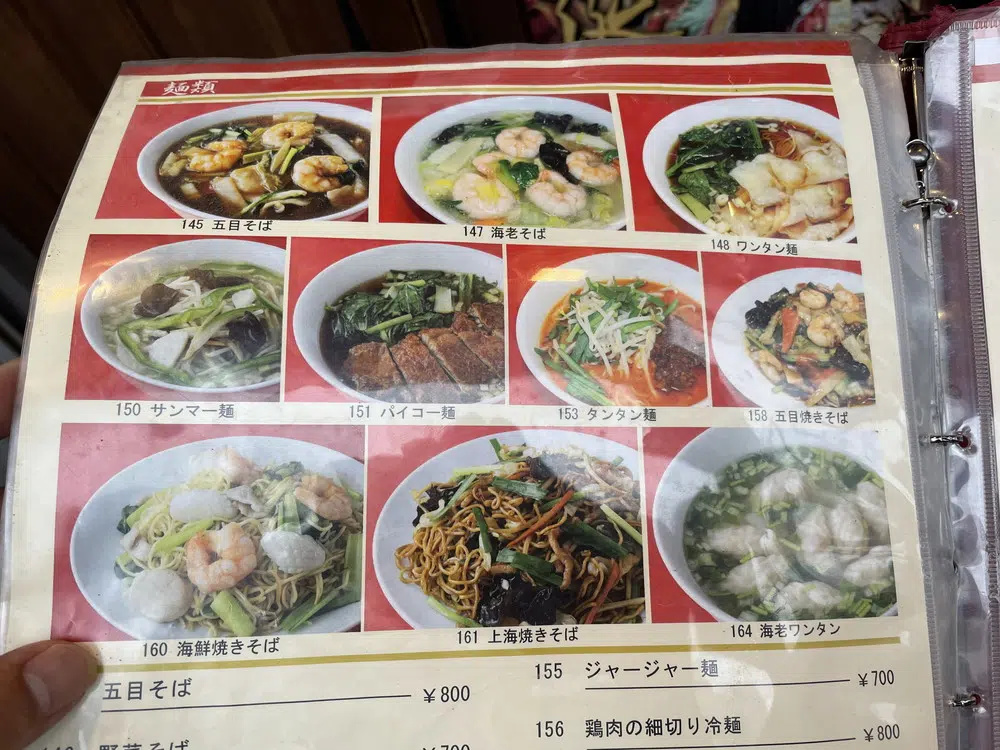 麺類
145 五目そば
147 海老そば
148 ワンタン麺
150 サンマー麺
151 パイコー麺
153 タンタン麺
158 五目焼きそば
160 海鮮焼きそば
161 上海焼きそば
164 海老ワンタン
五目そば ¥800
155 ジャージャー麺 ¥700
156 鶏肉の細切り冷麺 ¥800